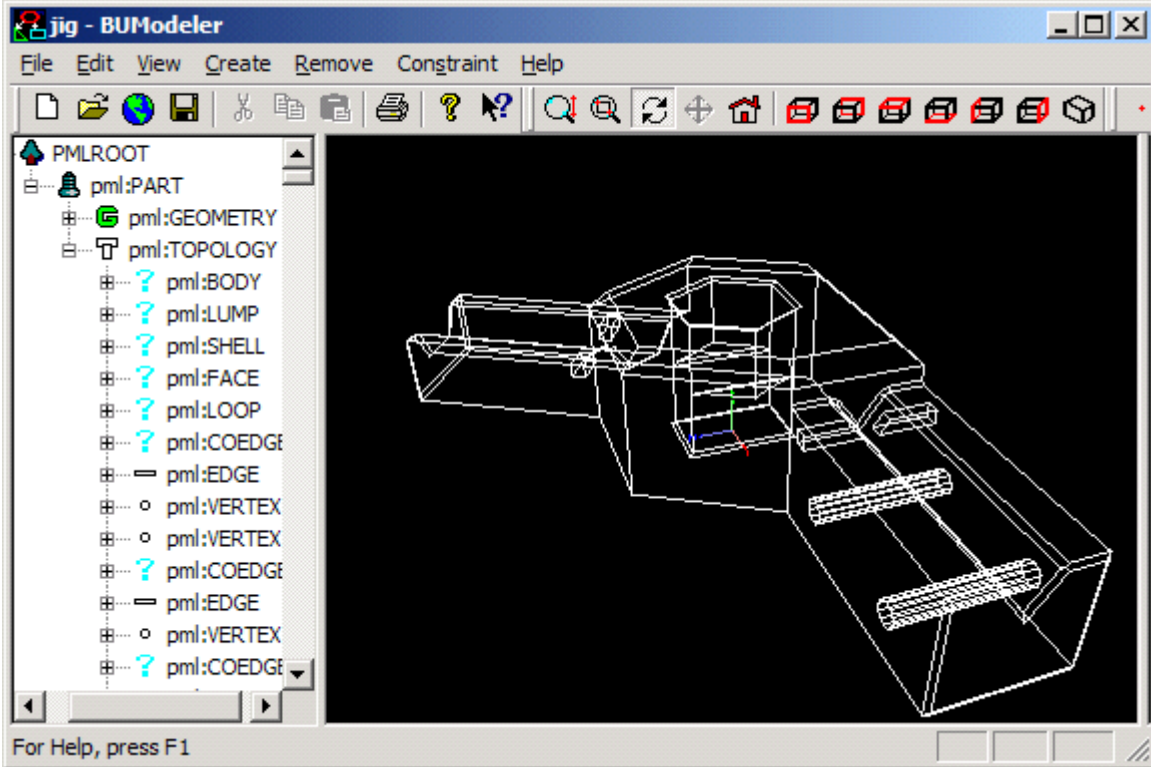 jig - BUModeler
File Edit View Create Remove Constraint Help
PMLROOT
pml:PART
pml:GEOMETRY
pml:TOPOLOGY
pml:BODY
pml:LUMP
pml:SHELL
pml:FACE
pml:LOOP
pml:COEDGE
pml:EDGE
pml:VERTEX
pml:VERTEX
pml:COEDGE
pml:EDGE
pml:VERTEX
pml:COEDGE
For Help, press F1